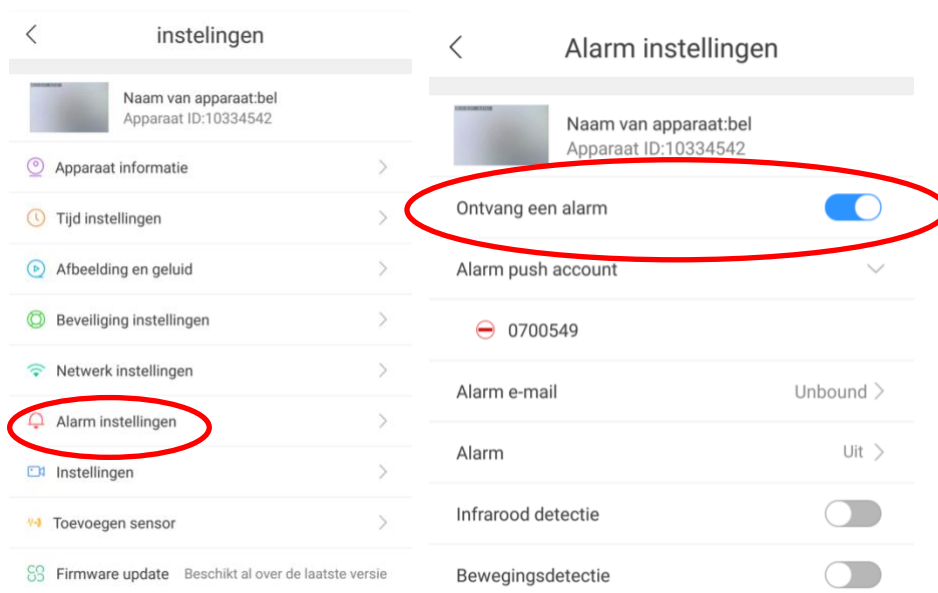 instelingen
Naam van apparaat:bel
Apparaat ID:10334542
Apparaat informatie
Tijd instellingen
Afbeelding en geluid
Beveiliging instellingen
Netwerk instellingen
Alarm instellingen
Instellingen
Toevoegen sensor
Firmware update Beschikt al over de laatste versie
Alarm instellingen
Naam van apparaat:bel
Apparaat ID:10334542
Ontvang een alarm
Alarm push account
0700549
Alarm e-mail Unbound
Alarm Uit
Infrarood detectie
Bewegingsdetectie